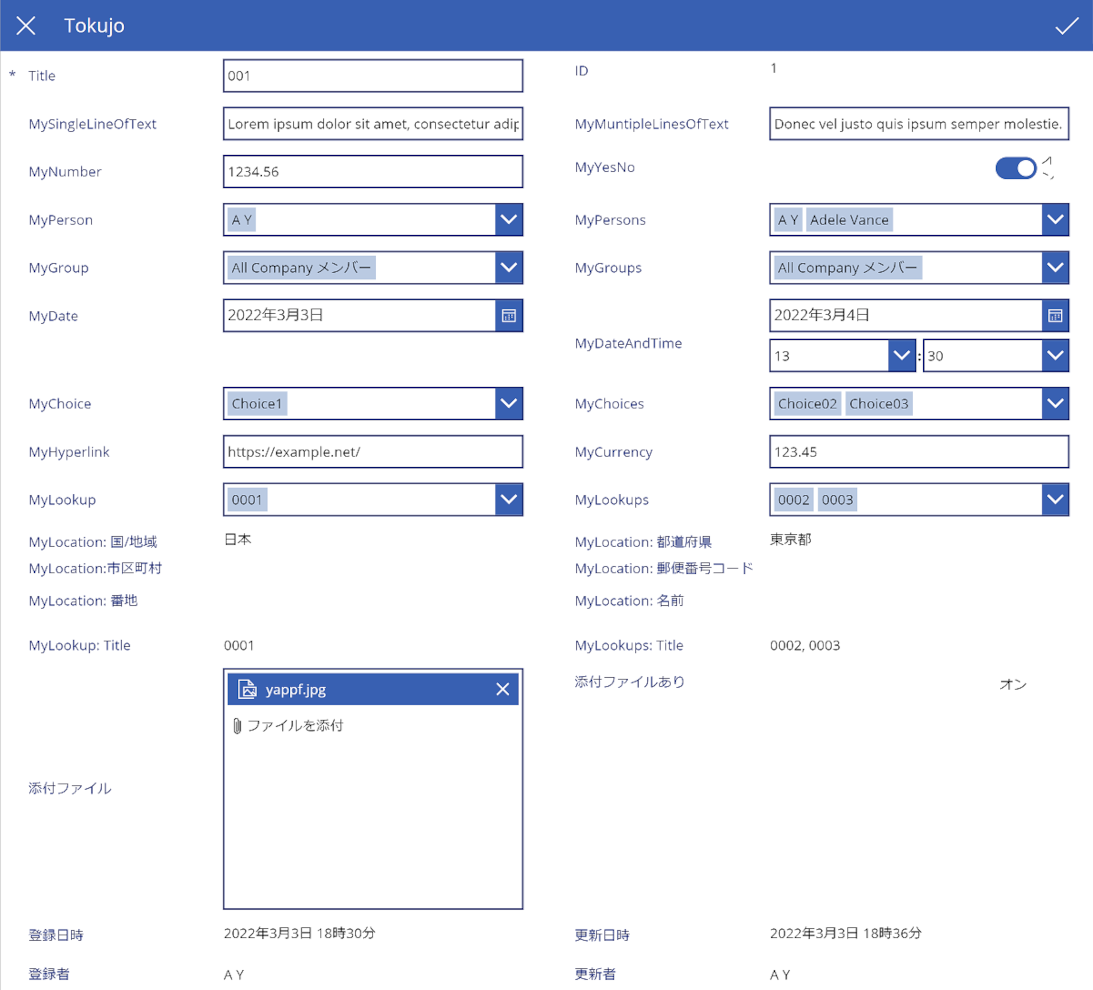 Tokujo
* Title 001 ID 1
MySingleLineOfText Lorem ipsum dolor sit amet, consectetur adip MyMuntipleLinesOfText Donec vel justo quis ipsum semper molestie.
MyNumber 1234.56 MyYesNo オン
MyPerson A Y MyPersons A Y Adele Vance
MyGroup All Company メンバー MyGroups All Company メンバー
MyDate 2022年3月3日 2022年3月4日
MyDateAndTime 13 : 30
MyChoice Choice1 MyChoices Choice02 Choice03
MyHyperlink https://example.net/ MyCurrency 123.45
MyLookup 0001 MyLookups 0002 0003
MyLocation: 国/地域 日本 MyLocation: 都道府県 東京都
MyLocation:市区町村 MyLocation: 郵便番号コード
MyLocation: 番地 MyLocation: 名前
MyLookup: Title 0001 MyLookups: Title 0002, 0003
yappf.jpg 添付ファイルあり オン
ファイルを添付
添付ファイル
登録日時 2022年3月3日 18時30分 更新日時 2022年3月3日 18時36分
登録者 A Y 更新者 A Y